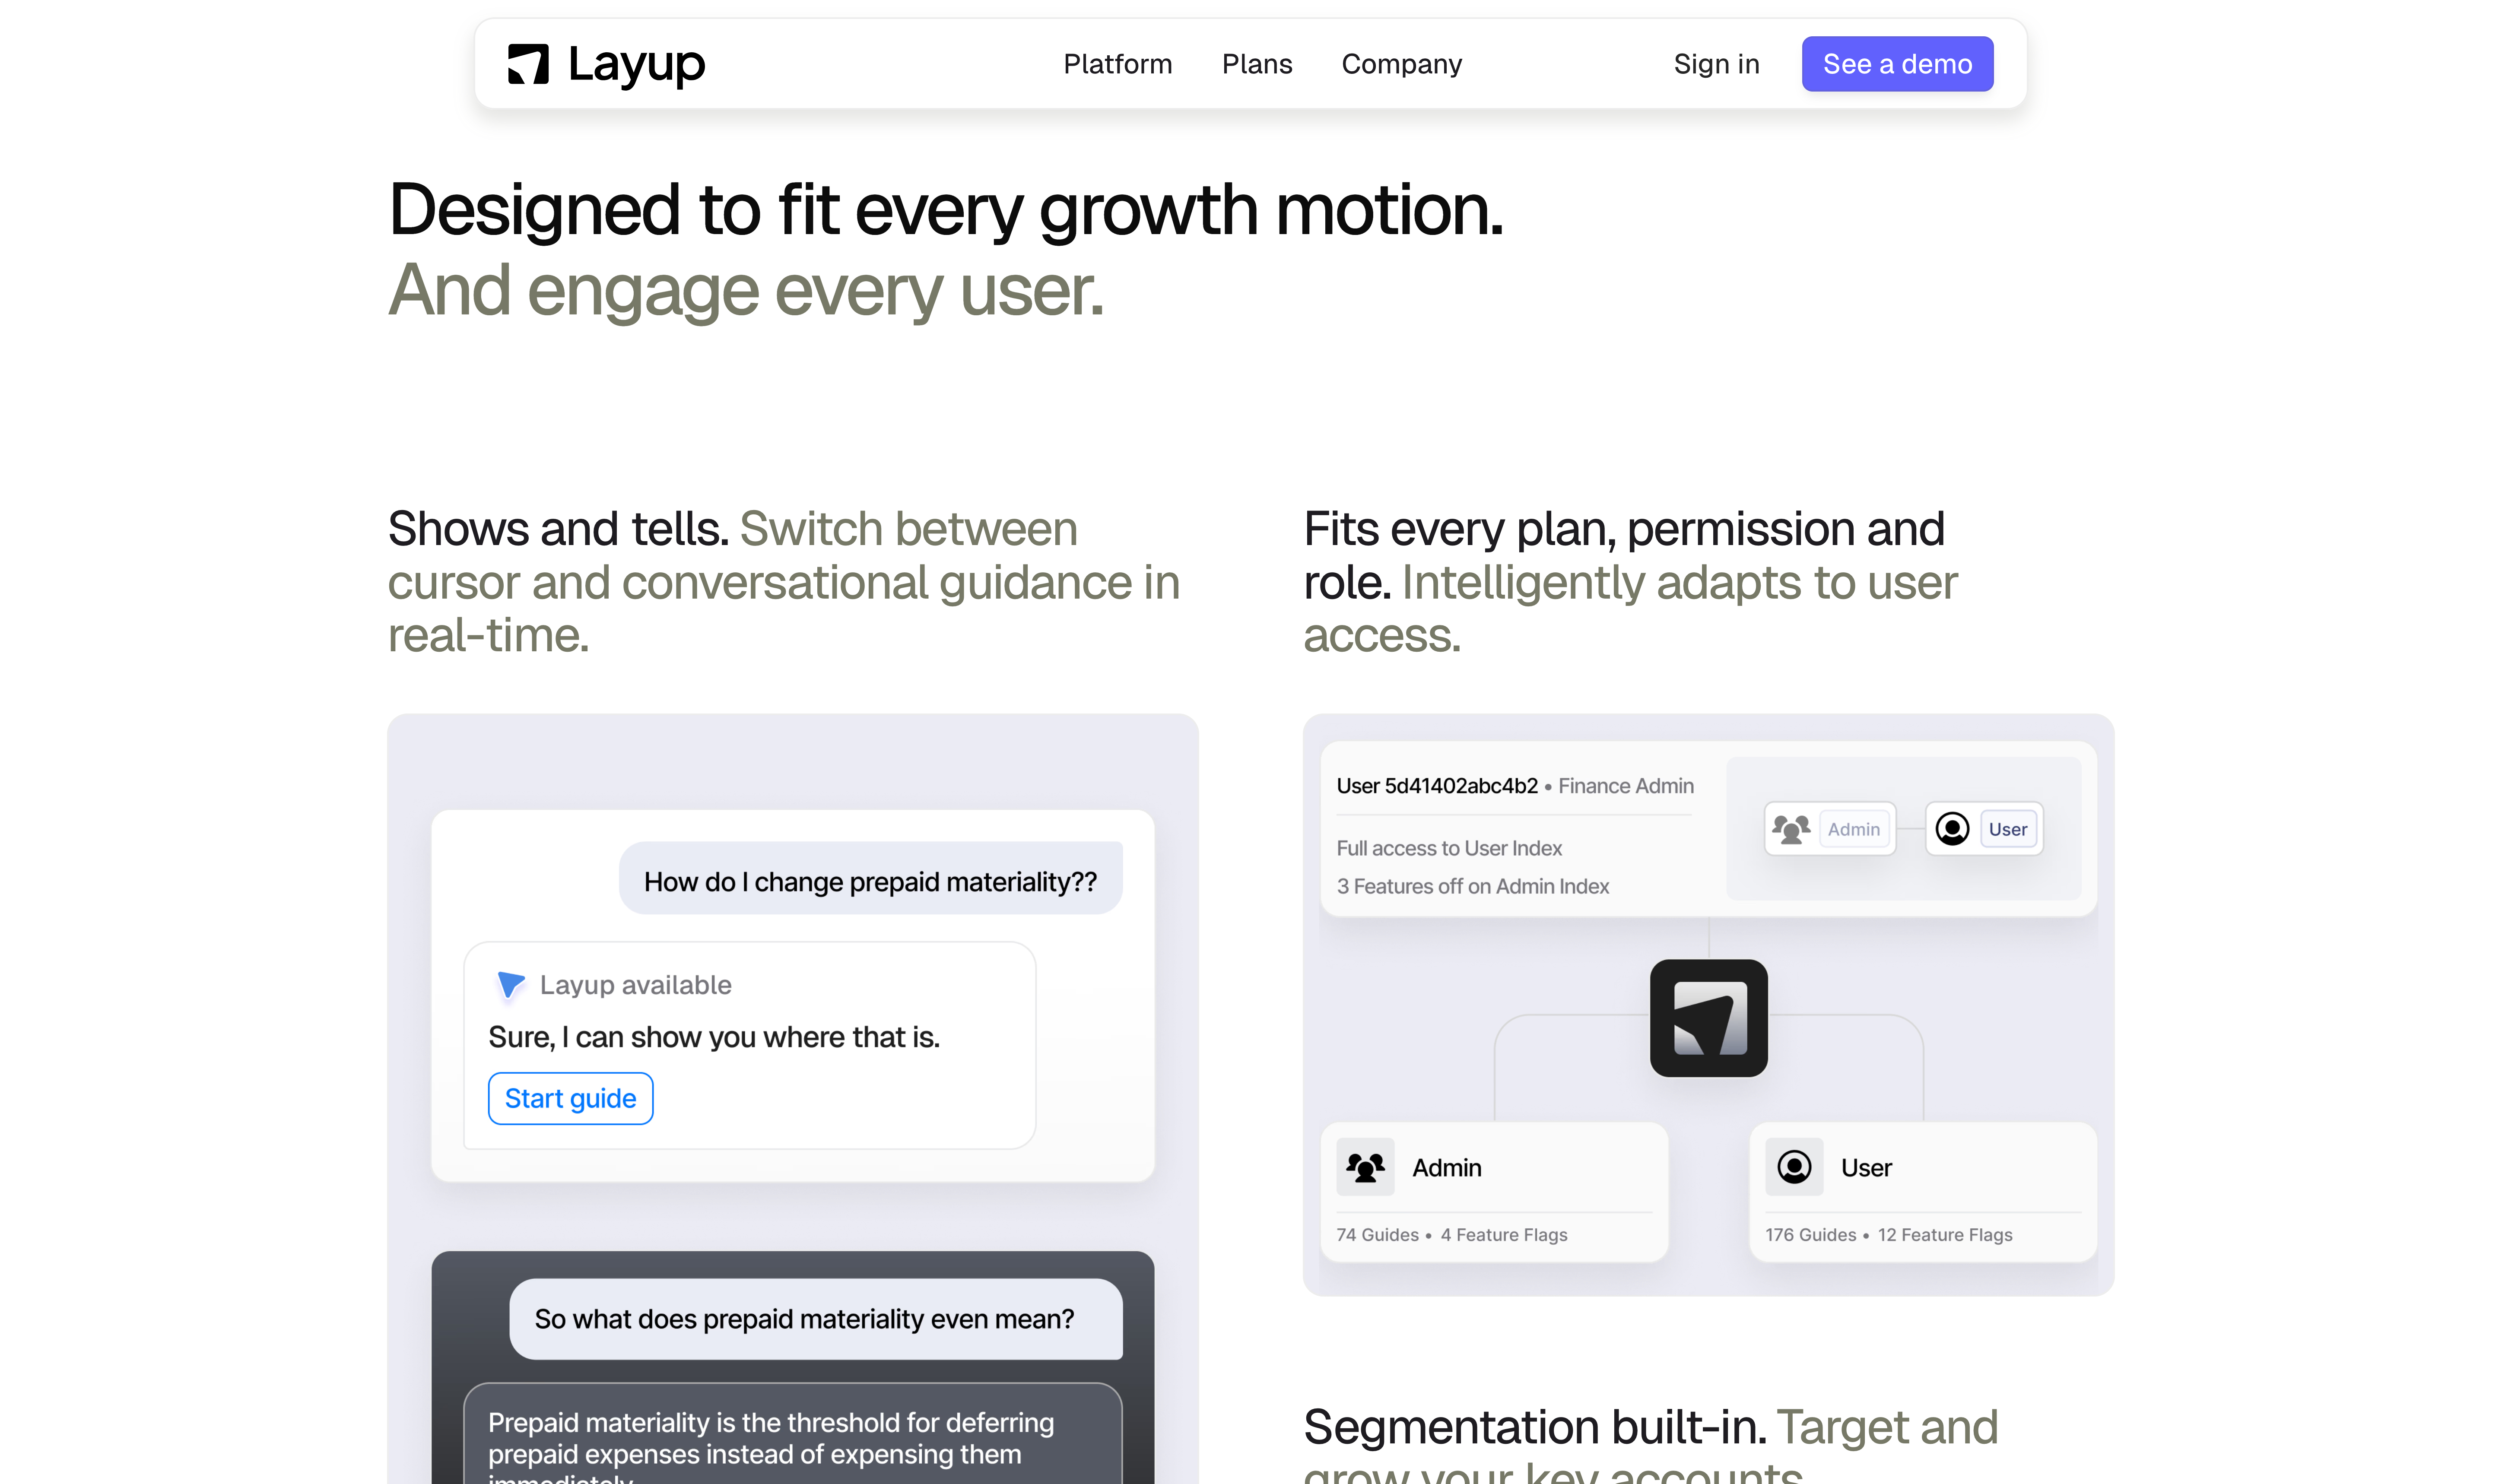 Layup
Platform
Plans
Company
Sign in
See a demo
Designed to fit every growth motion.
And engage every user.
Shows and tells. Switch between
cursor and conversational guidance in
real-time.
How do I change prepaid materiality??
Layup available
Sure, I can show you where that is.
Start guide
So what does prepaid materiality even mean?
Prepaid materiality is the threshold for deferring
prepaid expenses instead of expensing them
immediately
Fits every plan, permission and
role. Intelligently adapts to user
access.
User 5d41402abc4b2 • Finance Admin
Full access to User Index
3 Features off on Admin Index
Admin
User
Admin
74 Guides • 4 Feature Flags
User
176 Guides • 12 Feature Flags
Segmentation built-in. Target and
grow your key accounts